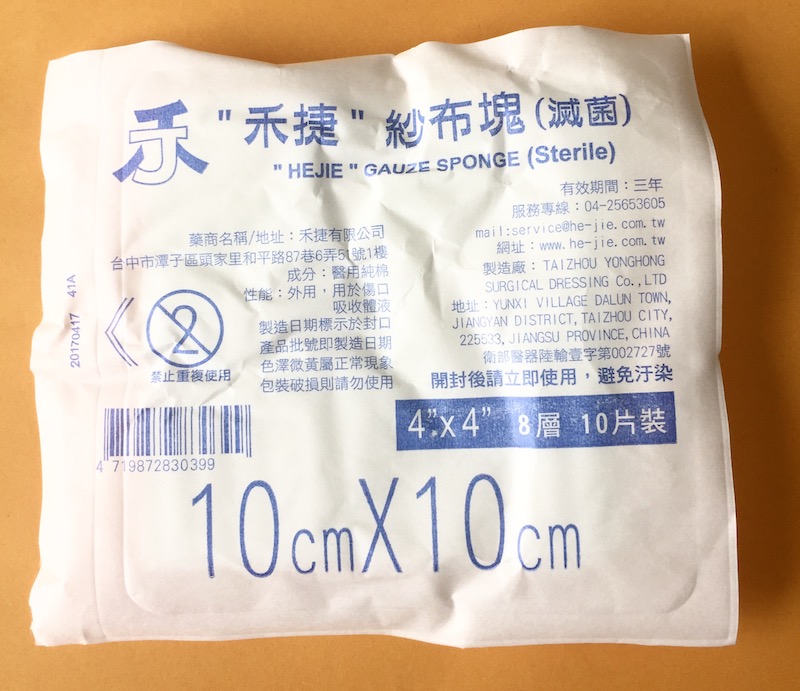 禾 "禾捷" 紗布塊(滅菌)
"HEJIE" GAUZE SPONGE (Sterile)
有效期間：三年
服務專線：04-25653605
mail:service@he-jie.com.tw
網址：www.he-jie.com.tw
製造廠：TAIZHOU YONGHONG
SURGICAL DRESSING Co.,LTD
地址：YUNXI VILLAGE DALUN TOWN,
JIANGYAN DISTRICT,TAIZHOU CITY,
225533, JIANGSU PROVINCE,CHINA
衛部醫器陸輸壹字第002727號
開封後請立即使用，避免汙染
藥商名稱/地址：禾捷有限公司
台中市潭子區頭家里和平路87巷6弄51號1樓
成分：醫用純棉
性能：外用，用於傷口
吸收體液
製造日期標示於封口
產品批號即製造日期
色澤微黃屬正常現象
包裝破損則請勿使用
2
禁止重複使用
20170417 41A
4"x4" 8層 10片裝
4 719872830399
10cmX10cm